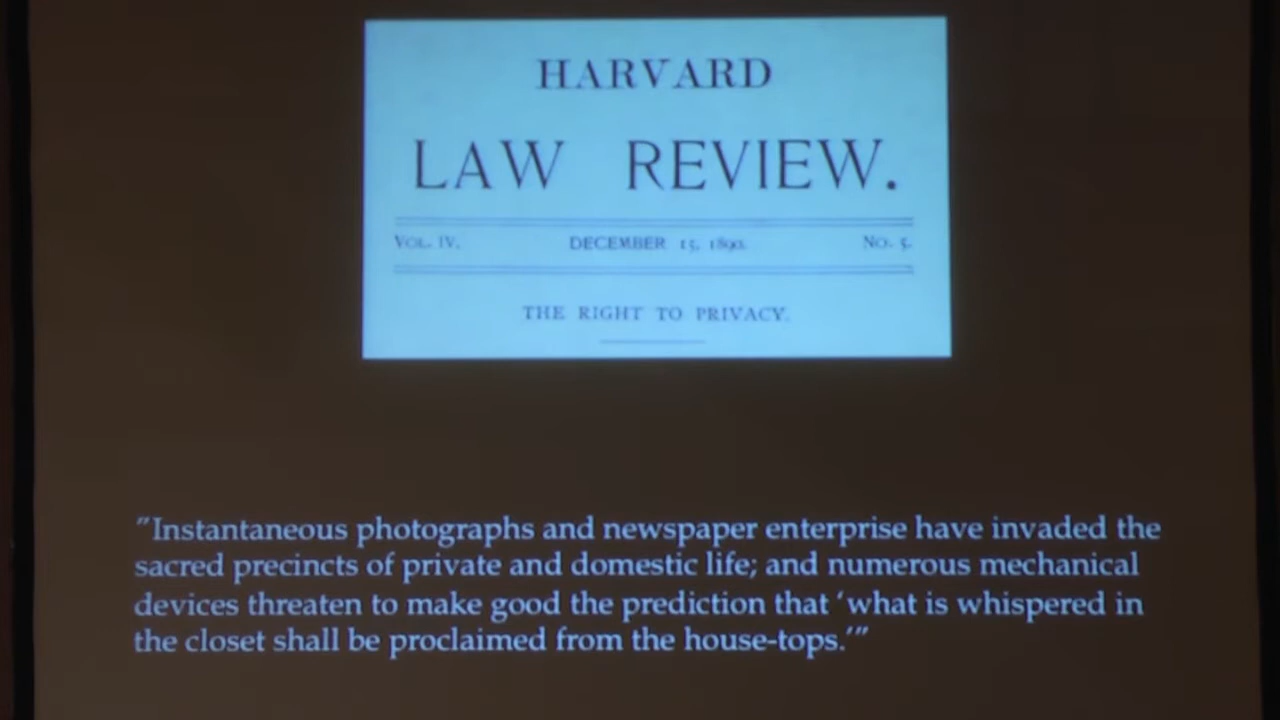 HARVARD
LAW REVIEW.
VOL. IV. DECEMBER 15, 1890. NO. 5.
THE RIGHT TO PRIVACY.
"Instantaneous photographs and newspaper enterprise have invaded the
sacred precincts of private and domestic life; and numerous mechanical
devices threaten to make good the prediction that ‘what is whispered in
the closet shall be proclaimed from the house-tops.’"